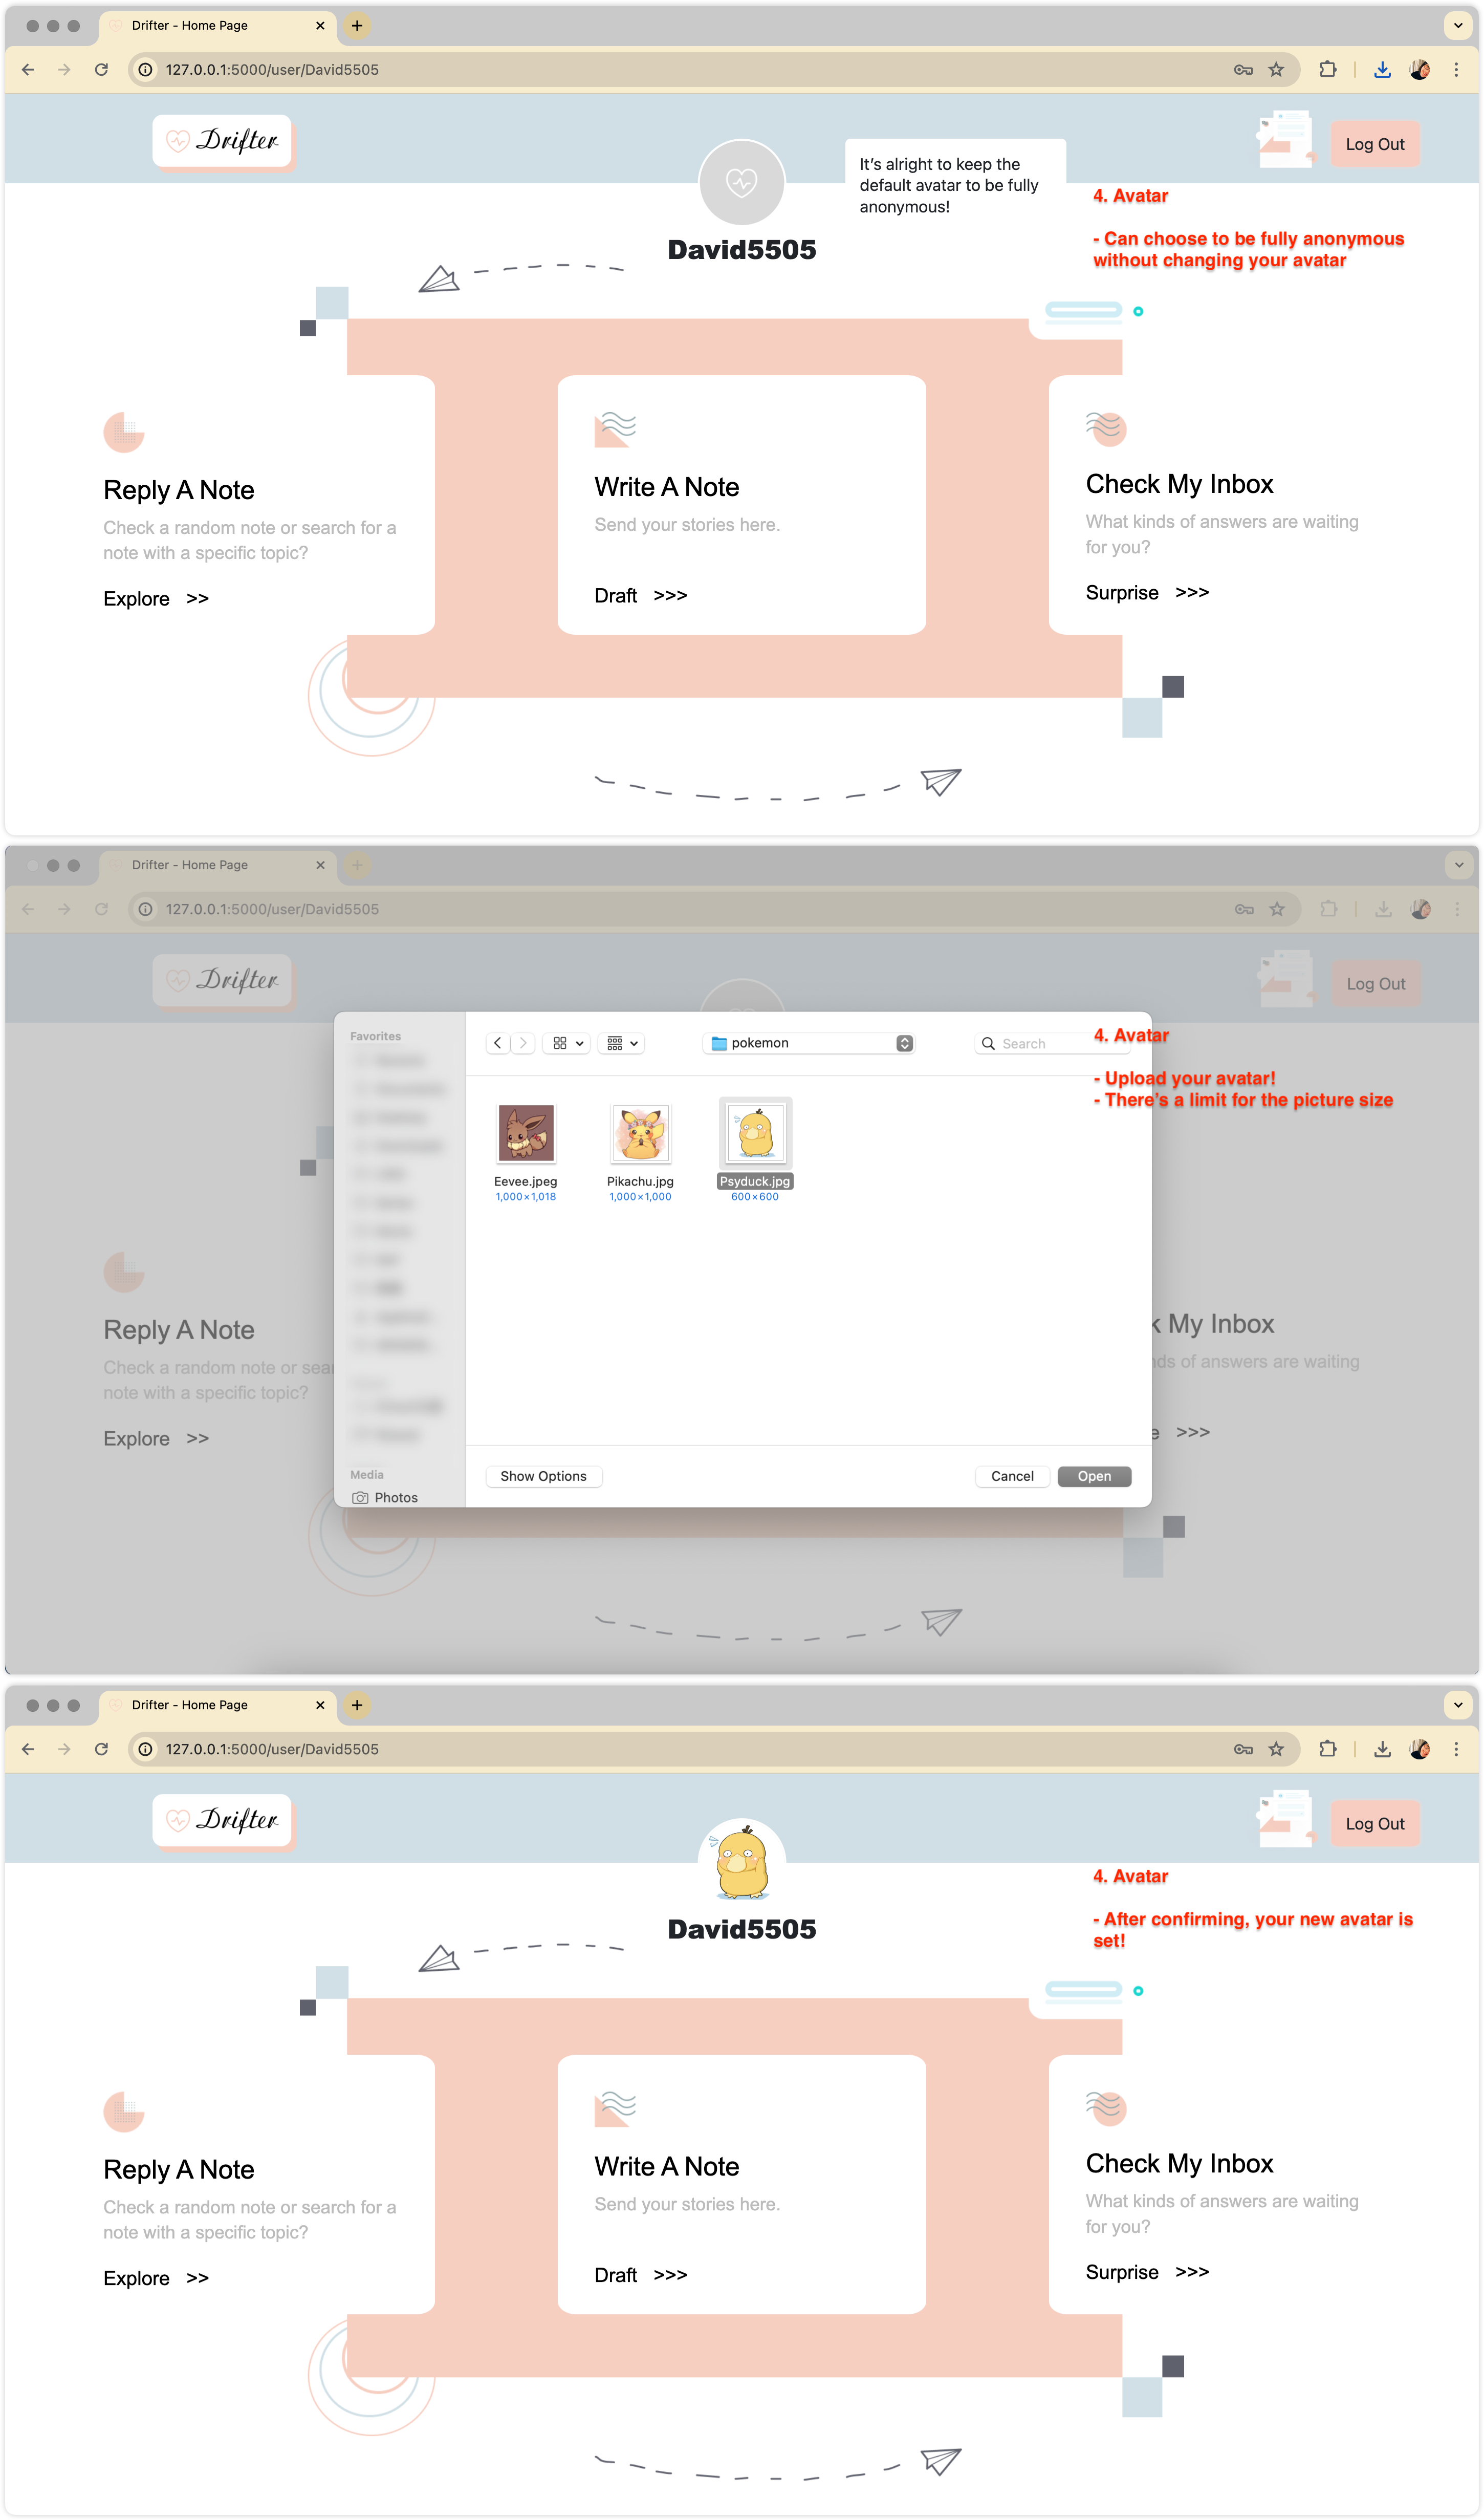 Drifter - Home Page
127.0.0.1:5000/user/David5505
Drifter
It's alright to keep the
default avatar to be fully
anonymous!
Log Out
David5505
4. Avatar
- Can choose to be fully anonymous
without changing your avatar
Reply A Note
Check a random note or search for a
note with a specific topic?
Explore >>
Write A Note
Send your stories here.
Draft >>>
Check My Inbox
What kinds of answers are waiting
for you?
Surprise >>>
Drifter - Home Page
127.0.0.1:5000/user/David5505
Drifter
Log Out
Favorites
pokemon
Search
4. Avatar
- Upload your avatar!
- There's a limit for the picture size
Eevee.jpeg
1,000×1,018
Pikachu.jpg
1,000×1,000
Psyduck.jpg
600×600
Media
Photos
Show Options
Cancel
Open
Reply A Note
Check a random note or sear
note with a specific topic?
Explore >>
k My Inbox
nds of answers are waiting
e >>>
Drifter - Home Page
127.0.0.1:5000/user/David5505
Drifter
Log Out
David5505
4. Avatar
- After confirming, your new avatar is
set!
Reply A Note
Check a random note or search for a
note with a specific topic?
Explore >>
Write A Note
Send your stories here.
Draft >>>
Check My Inbox
What kinds of answers are waiting
for you?
Surprise >>>